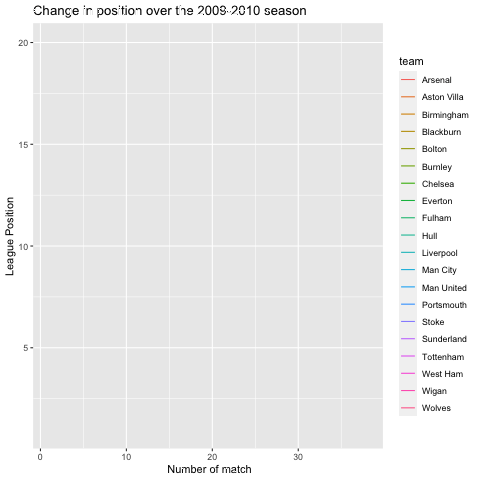 Change in position over the 2009-2010 season
20
15
10
5
League Position
0 10 20 30
Number of match
team
Arsenal
Aston Villa
Birmingham
Blackburn
Bolton
Burnley
Chelsea
Everton
Fulham
Hull
Liverpool
Man City
Man United
Portsmouth
Stoke
Sunderland
Tottenham
West Ham
Wigan
Wolves